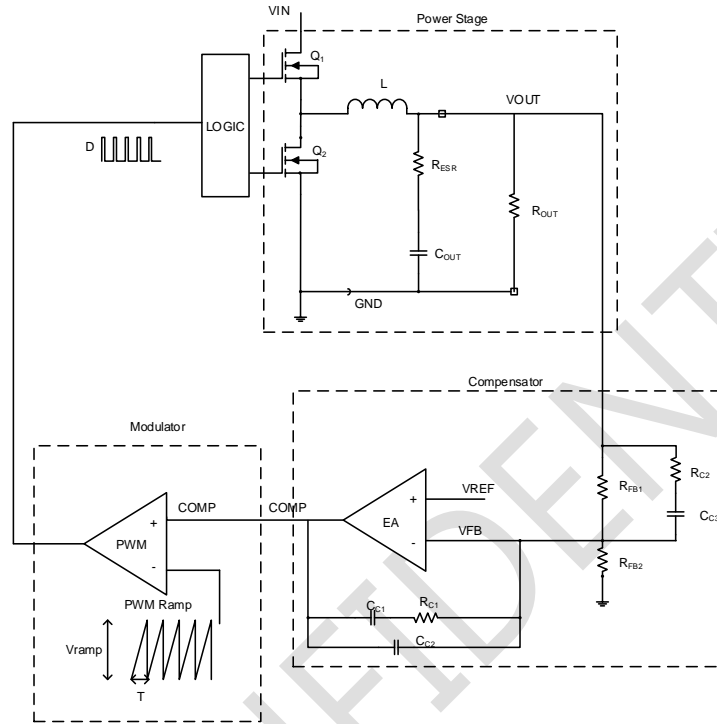 VIN
Power Stage
Q1
L
VOUT
LOGIC
D
Q2
RESR
ROUT
COUT
GND
Compensator
Modulator
RC2
VREF
COMP
COMP
+
+
RFB1
CC3
EA
PWM
VFB
-
-
RFB2
PWM Ramp
CC1
RC1
Vramp
CC2
T
FIDENT